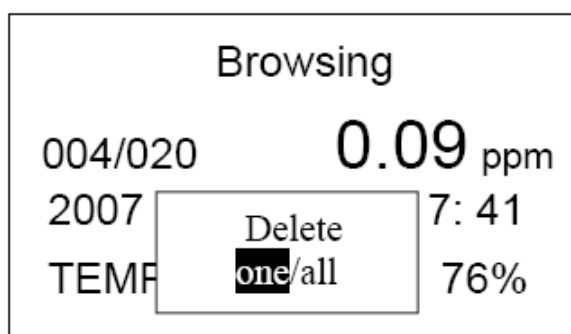 Browsing
004/020 0.09 ppm
2007 7: 41
Delete
TEMP one/all 76%